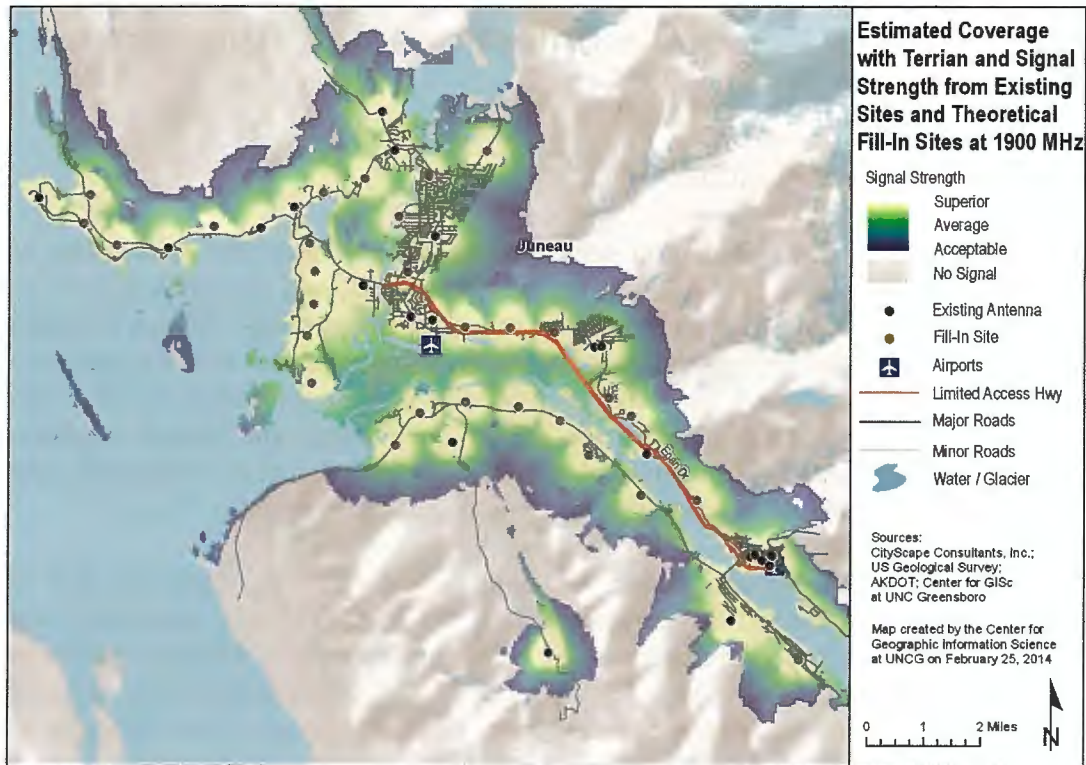 Estimated Coverage
with Terrian and Signal
Strength from Existing
Sites and Theoretical
Fill-In Sites at 1900 MHz
Signal Strength
Superior
Average
Acceptable
No Signal
Existing Antenna
Fill-In Site
Airports
Limited Access Hwy
Major Roads
Minor Roads
Water / Glacier
Sources:
CityScape Consultants, Inc.;
US Geological Survey;
AKDOT; Center for GISc
at UNC Greensboro
Map created by the Center for
Geographic Information Science
at UNCG on February 25, 2014
0 1 2 Miles
N
Juneau
Egan Dr